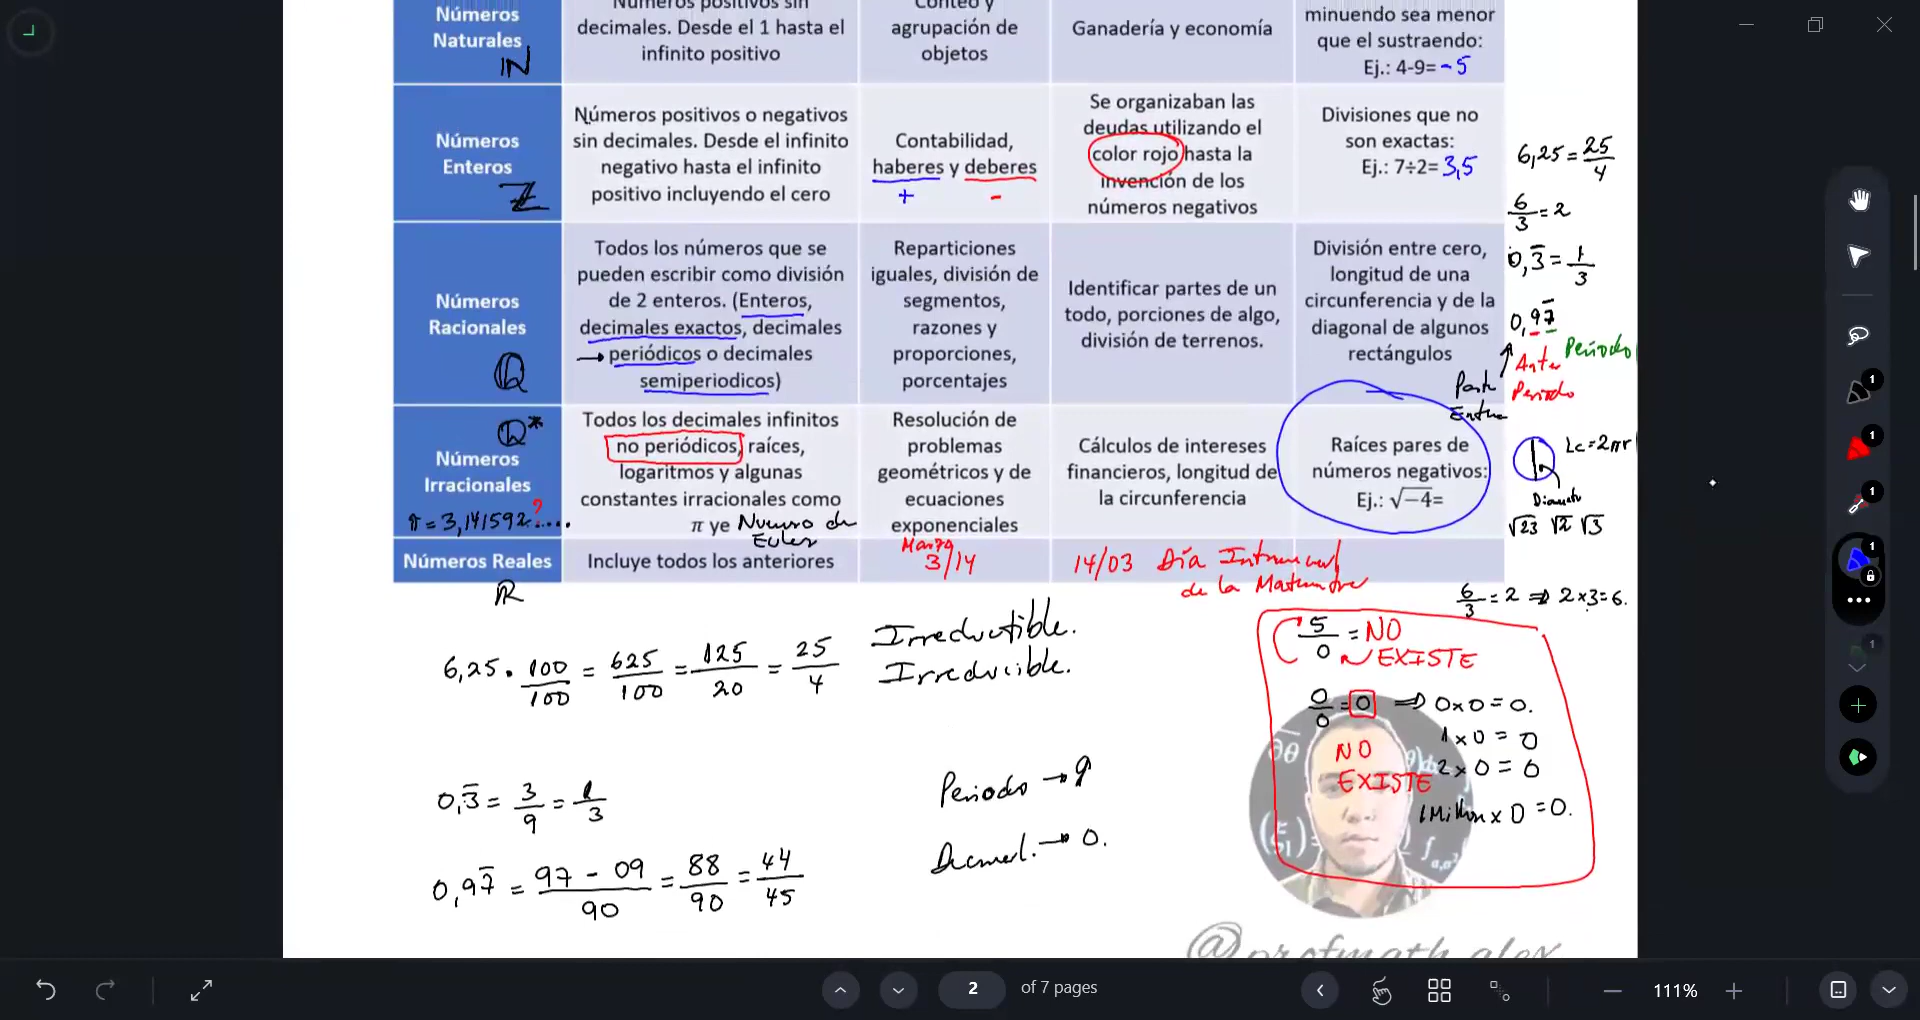 Números
Naturales
ℕ
Números positivos sin
decimales. Desde el 1 hasta el
infinito positivo
Conteo y
agrupación de
objetos
Ganadería y economía
minuendo sea menor
que el sustraendo:
Ej.: 4-9= -5
Números
Enteros
ℤ
Números positivos o negativos
sin decimales. Desde el infinito
negativo hasta el infinito
positivo incluyendo el cero
Contabilidad,
haberes y deberes
+ -
Se organizaban las
deudas utilizando el
color rojo hasta la
invención de los
números negativos
Divisiones que no
son exactas:
Ej.: 7÷2= 3,5
6,25 = 25/4
6/3 = 2
0,3̅ = 1/3
0,97̅
Ante Periodo
Periodo
Parte
Entera
Números
Racionales
ℚ
Todos los números que se
pueden escribir como división
de 2 enteros. (Enteros,
decimales exactos, decimales
→ periódicos o decimales
semiperiodicos)
Reparticiones
iguales, división de
segmentos,
razones y
proporciones,
porcentajes
Identificar partes de un
todo, porciones de algo,
división de terrenos.
División entre cero,
longitud de una
circunferencia y de la
diagonal de algunos
rectángulos
ℚ*
Números
Irracionales
π = 3,141592?.....
Todos los decimales infinitos
no periódicos, raíces,
logaritmos y algunas
constantes irracionales como
π y e Numero de
Euler
Resolución de
problemas
geométricos y de
ecuaciones
exponenciales
Cálculos de intereses
financieros, longitud de
la circunferencia
Raíces pares de
números negativos:
Ej.: √−4=
Lc = 2πr
Diametro
√23 √2 √3
Números Reales
ℝ
Incluye todos los anteriores
Marzo
3/14
14/03 Día
de la
6/3 = 2 ⇒ 2×3=6.
6,25 . 100/100 = 625/100 = 125/20 = 25/4
Irreductible.
Irreducible.
5/0 = NO
EXISTE
0/0 = 0 ⇒ 0×0=0.
1×0=0
NO
EXISTE
2×0=0
1Millon×0=0.
0,3̅ = 3/9 = 1/3
Periodo → 9
Decimal. → 0.
0,97̅ = 97 - 09/90 = 88/90 = 44/45
@profmath.alex
2
of 7 pages
111%